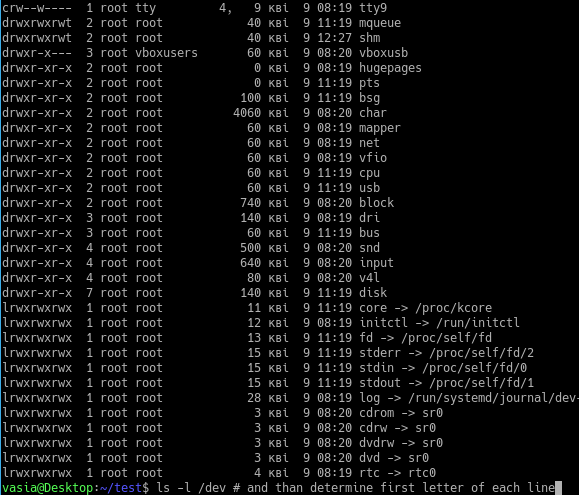 crw--w---- 1 root tty 4, 9 кві 9 08:19 tty9
drwxrwxrwt 1 root root 40 кві 9 11:19 mqueue
drwxrwxrwt 2 root root 40 кві 9 12:27 shm
drwxr-x--- 3 root vboxusers 60 кві 9 08:20 vboxusb
drwxr-xr-x 2 root root 0 кві 9 08:19 hugepages
drwxr-xr-x 2 root root 0 кві 9 11:19 pts
drwxr-xr-x 2 root root 100 кві 9 11:19 bsg
drwxr-xr-x 2 root root 4060 кві 9 08:20 char
drwxr-xr-x 2 root root 60 кві 9 08:19 mapper
drwxr-xr-x 2 root root 60 кві 9 08:19 net
drwxr-xr-x 2 root root 60 кві 9 08:19 vfio
drwxr-xr-x 2 root root 60 кві 9 11:19 cpu
drwxr-xr-x 2 root root 60 кві 9 11:19 usb
drwxr-xr-x 2 root root 740 кві 9 08:20 block
drwxr-xr-x 3 root root 140 кві 9 08:19 dri
drwxr-xr-x 3 root root 60 кві 9 11:19 bus
drwxr-xr-x 4 root root 500 кві 9 08:20 snd
drwxr-xr-x 4 root root 640 кві 9 08:20 input
drwxr-xr-x 4 root root 80 кві 9 08:20 v4l
drwxr-xr-x 7 root root 140 кві 9 11:19 disk
lrwxrwxrwx 1 root root 11 кві 9 11:19 core -> /proc/kcore
lrwxrwxrwx 1 root root 12 кві 9 08:19 initctl -> /run/initctl
lrwxrwxrwx 1 root root 13 кві 9 11:19 fd -> /proc/self/fd
lrwxrwxrwx 1 root root 15 кві 9 11:19 stderr -> /proc/self/fd/2
lrwxrwxrwx 1 root root 15 кві 9 11:19 stdin -> /proc/self/fd/0
lrwxrwxrwx 1 root root 15 кві 9 11:19 stdout -> /proc/self/fd/1
lrwxrwxrwx 1 root root 28 кві 9 08:19 log -> /run/systemd/journal/dev-
lrwxrwxrwx 1 root root 3 кві 9 08:20 cdrom -> sr0
lrwxrwxrwx 1 root root 3 кві 9 08:20 cdrw -> sr0
lrwxrwxrwx 1 root root 3 кві 9 08:20 dvdrw -> sr0
lrwxrwxrwx 1 root root 3 кві 9 08:20 dvd -> sr0
lrwxrwxrwx 1 root root 4 кві 9 08:20 rtc -> rtc0
vasia@Desktop:~/test$ ls -l /dev # and than determine first letter of each line